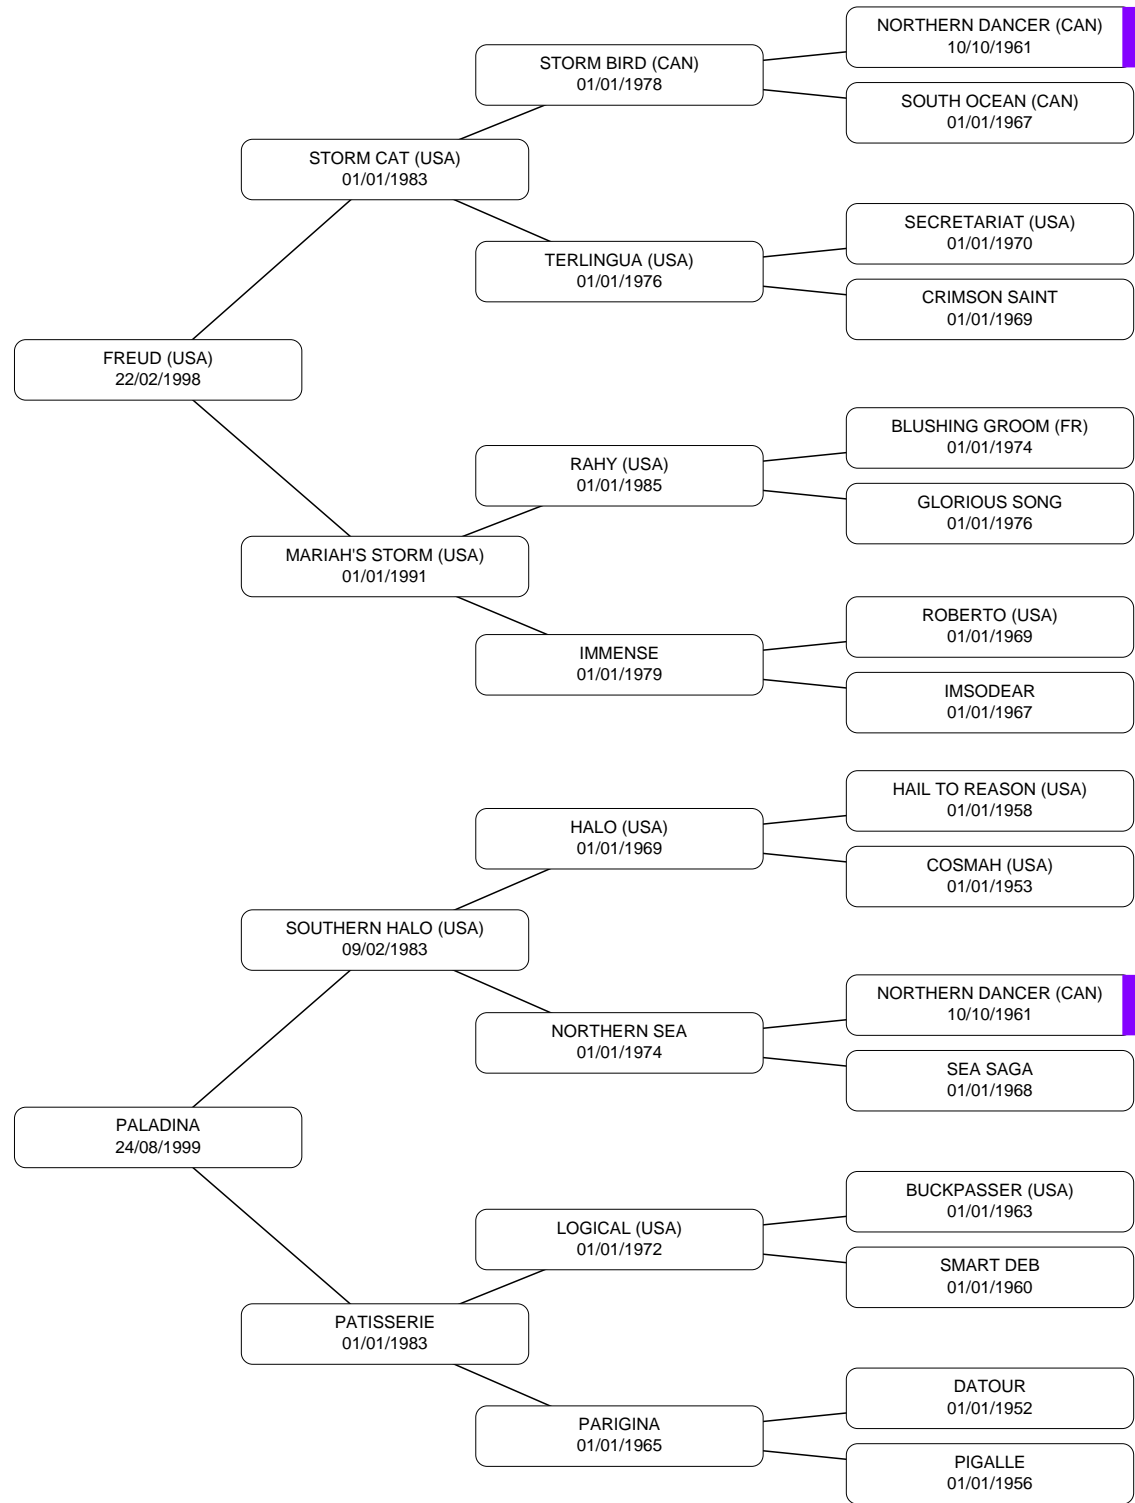 NORTHERN DANCER (CAN)
10/10/1961
STORM BIRD (CAN)
01/01/1978
SOUTH OCEAN (CAN)
01/01/1967
STORM CAT (USA)
01/01/1983
SECRETARIAT (USA)
01/01/1970
TERLINGUA (USA)
01/01/1976
CRIMSON SAINT
01/01/1969
FREUD (USA)
22/02/1998
BLUSHING GROOM (FR)
01/01/1974
RAHY (USA)
01/01/1985
GLORIOUS SONG
01/01/1976
MARIAH'S STORM (USA)
01/01/1991
ROBERTO (USA)
01/01/1969
IMMENSE
01/01/1979
IMSODEAR
01/01/1967
HAIL TO REASON (USA)
01/01/1958
HALO (USA)
01/01/1969
COSMAH (USA)
01/01/1953
SOUTHERN HALO (USA)
09/02/1983
NORTHERN DANCER (CAN)
10/10/1961
NORTHERN SEA
01/01/1974
SEA SAGA
01/01/1968
PALADINA
24/08/1999
BUCKPASSER (USA)
01/01/1963
LOGICAL (USA)
01/01/1972
SMART DEB
01/01/1960
PATISSERIE
01/01/1983
DATOUR
01/01/1952
PARIGINA
01/01/1965
PIGALLE
01/01/1956